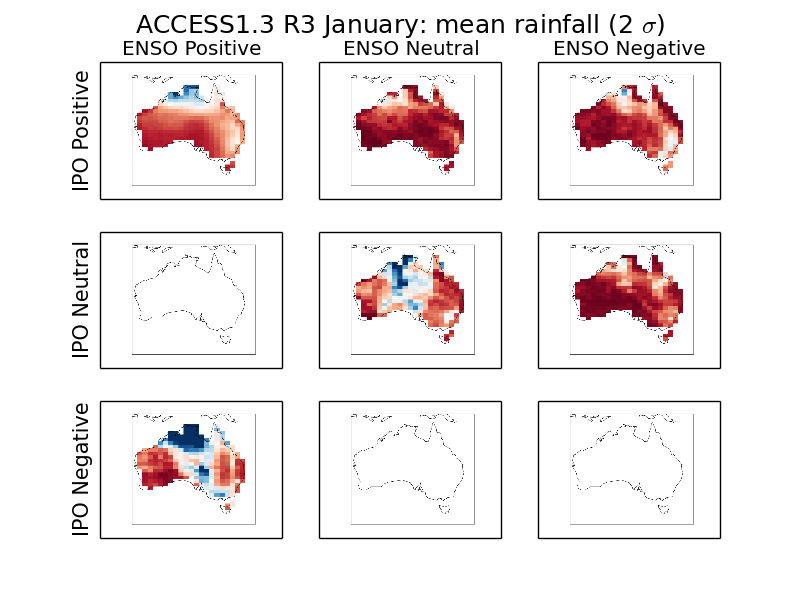 ACCESS1.3 R3 January: mean rainfall (2 σ)
ENSO Positive ENSO Neutral ENSO Negative
IPO Positive
IPO Neutral
IPO Negative